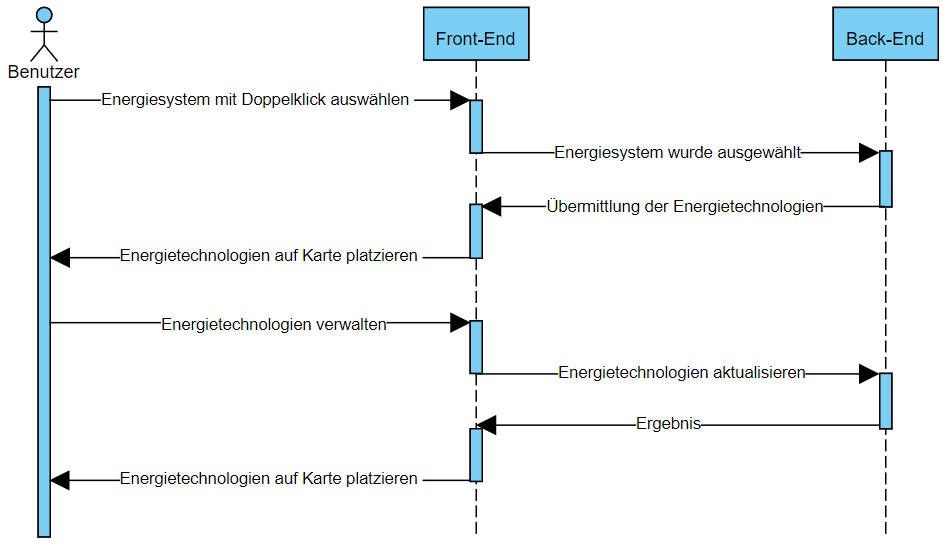 Benutzer
Front-End
Back-End
Energiesystem mit Doppelklick auswählen
Energiesystem wurde ausgewählt
Übermittlung der Energietechnologien
Energietechnologien auf Karte platzieren
Energietechnologien verwalten
Energietechnologien aktualisieren
Ergebnis
Energietechnologien auf Karte platzieren